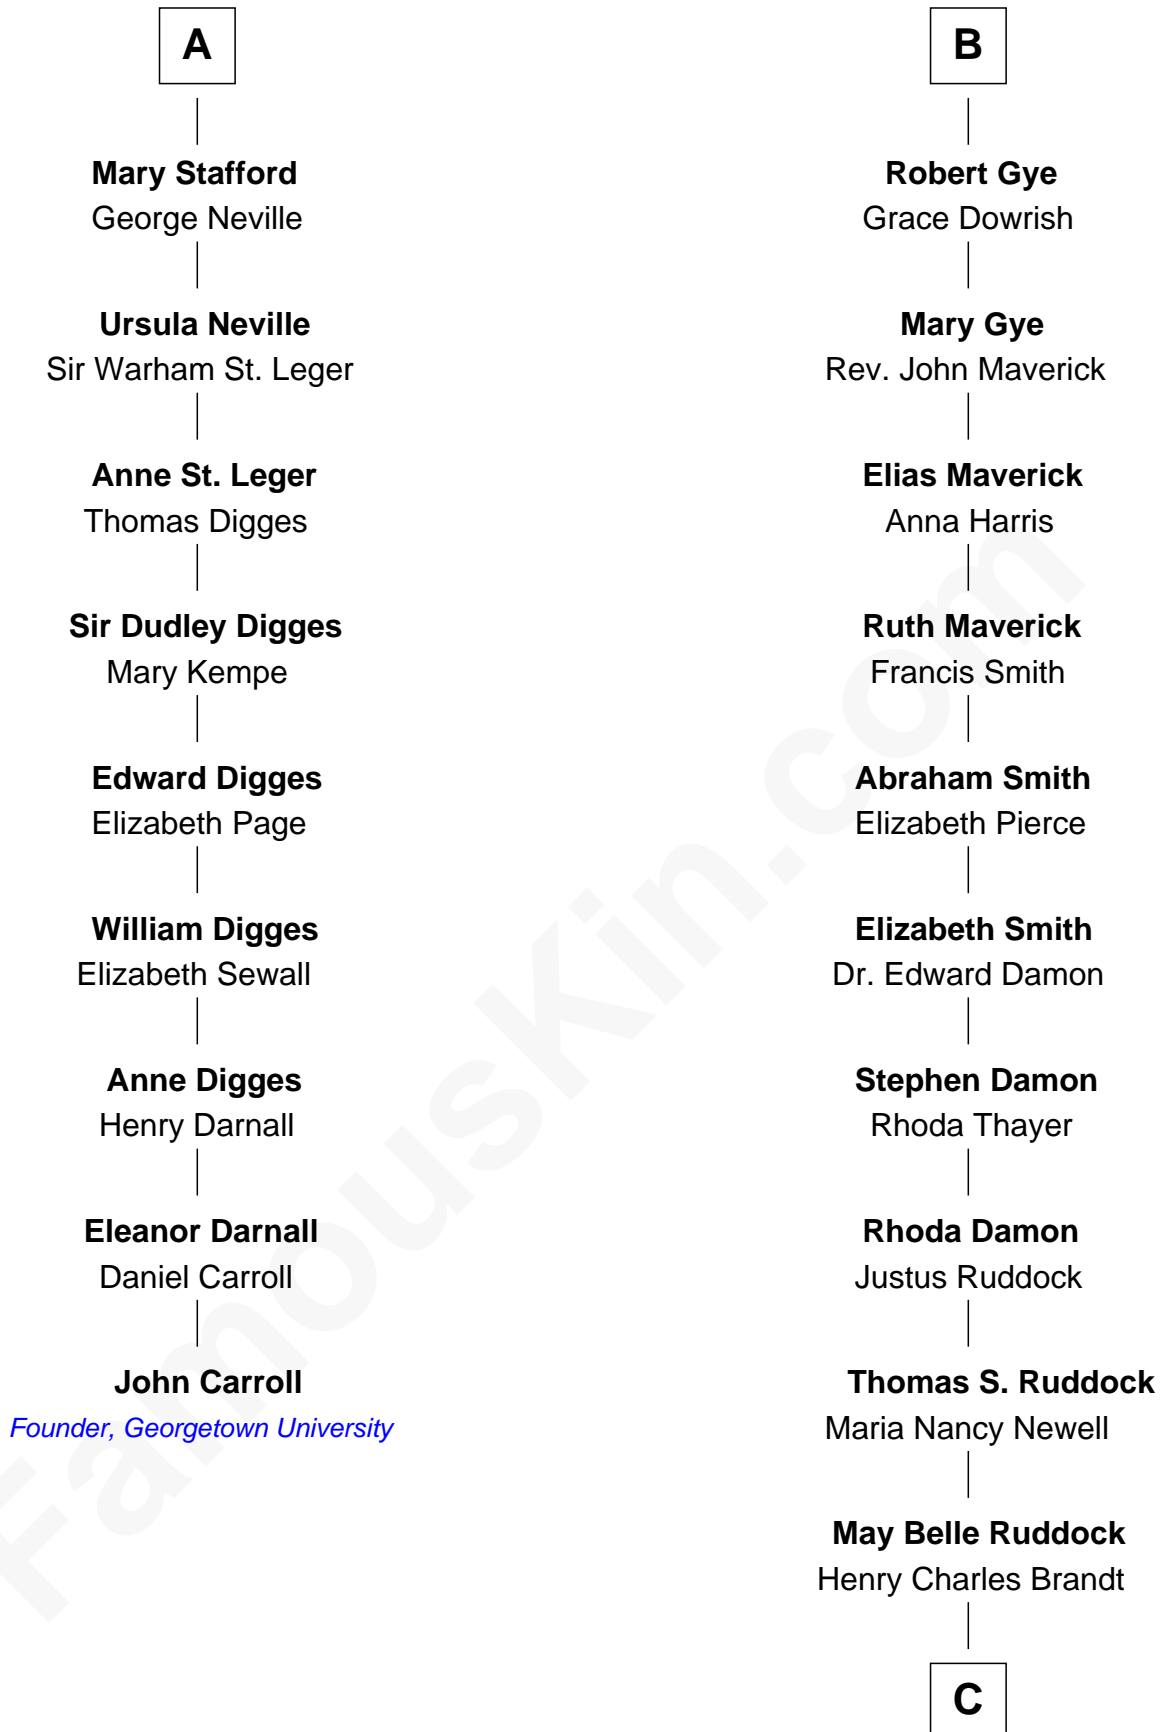 A
Mary Stafford
George Neville
Ursula Neville
Sir Warham St. Leger
Anne St. Leger
Thomas Digges
Sir Dudley Digges
Mary Kempe
Edward Digges
Elizabeth Page
William Digges
Elizabeth Sewall
Anne Digges
Henry Darnall
Eleanor Darnall
Daniel Carroll
John Carroll
Founder, Georgetown University
B
Robert Gye
Grace Dowrish
Mary Gye
Rev. John Maverick
Elias Maverick
Anna Harris
Ruth Maverick
Francis Smith
Abraham Smith
Elizabeth Pierce
Elizabeth Smith
Dr. Edward Damon
Stephen Damon
Rhoda Thayer
Rhoda Damon
Justus Ruddock
Thomas S. Ruddock
Maria Nancy Newell
May Belle Ruddock
Henry Charles Brandt
C
FamousKin.com